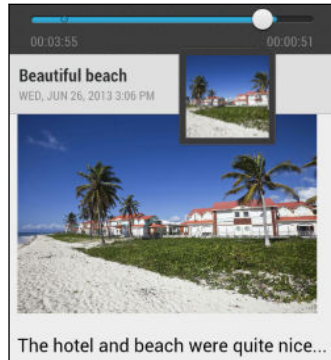 00:03:55 00:00:51
Beautiful beach
WED, JUN 26, 2013 3:06 PM
The hotel and beach were quite nice...